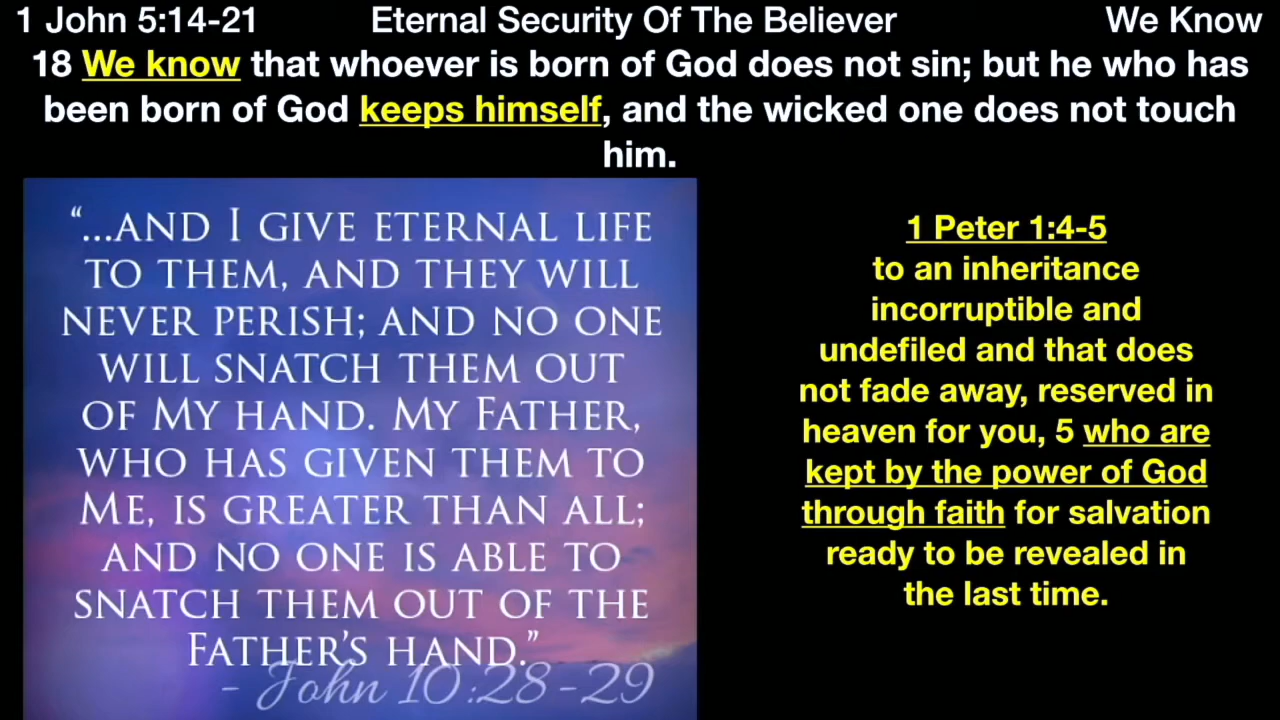 1 John 5:14-21 Eternal Security Of The Believer We Know
18 We know that whoever is born of God does not sin; but he who has
been born of God keeps himself, and the wicked one does not touch
him.
“...AND I GIVE ETERNAL LIFE
TO THEM, AND THEY WILL
NEVER PERISH; AND NO ONE
WILL SNATCH THEM OUT
OF MY HAND. MY FATHER,
WHO HAS GIVEN THEM TO
ME, IS GREATER THAN ALL;
AND NO ONE IS ABLE TO
SNATCH THEM OUT OF THE
FATHER’S HAND.”
- John 10:28-29
1 Peter 1:4-5
to an inheritance
incorruptible and
undefiled and that does
not fade away, reserved in
heaven for you, 5 who are
kept by the power of God
through faith for salvation
ready to be revealed in
the last time.